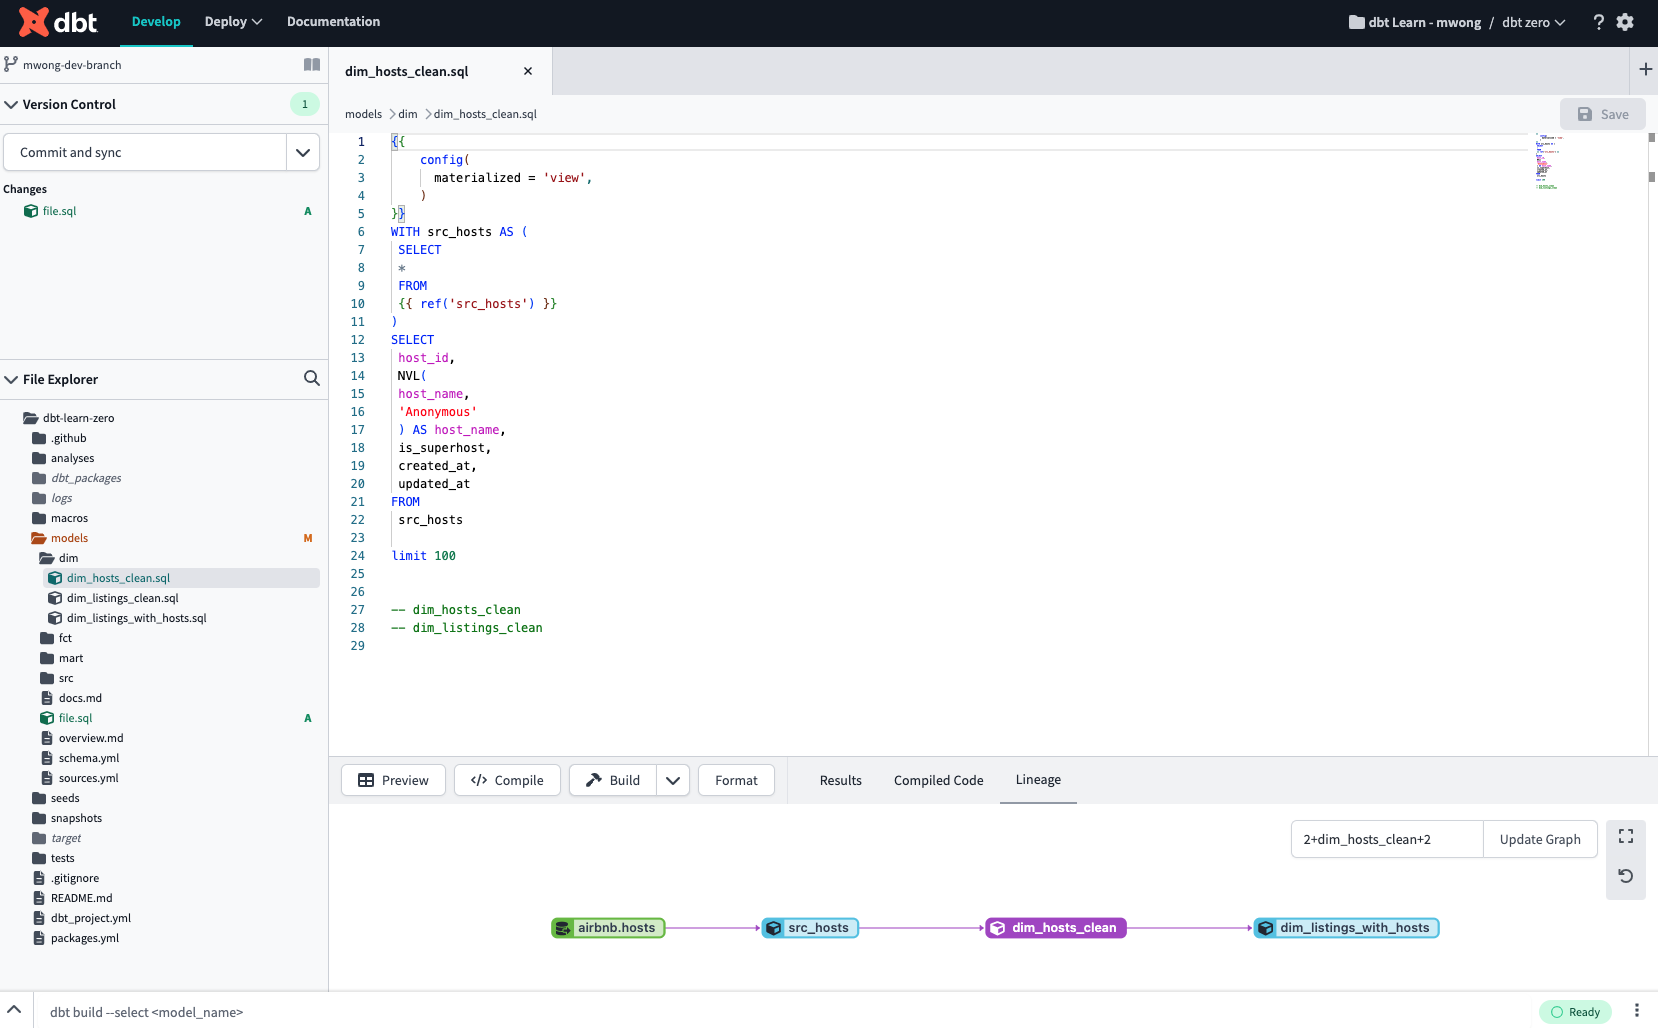 dbt Develop Deploy Documentation dbt Learn - mwong / dbt zero ?
mwong-dev-branch
Version Control 1
Commit and sync
Changes
file.sql A
File Explorer
dbt-learn-zero
.github
analyses
dbt_packages
logs
macros
models M
dim
dim_hosts_clean.sql
dim_listings_clean.sql
dim_listings_with_hosts.sql
fct
mart
src
docs.md
file.sql A
overview.md
schema.yml
sources.yml
seeds
snapshots
target
tests
.gitignore
README.md
dbt_project.yml
packages.yml
dim_hosts_clean.sql × +
models > dim > dim_hosts_clean.sql Save
1 {{
2 config(
3 materialized = 'view',
4 )
5 }}
6 WITH src_hosts AS (
7 SELECT
8 *
9 FROM
10 {{ ref('src_hosts') }}
11 )
12 SELECT
13 host_id,
14 NVL(
15 host_name,
16 'Anonymous'
17 ) AS host_name,
18 is_superhost,
19 created_at,
20 updated_at
21 FROM
22 src_hosts
23
24 limit 100
25
26
27 -- dim_hosts_clean
28 -- dim_listings_clean
29
Preview </> Compile Build Format Results Compiled Code Lineage
2+dim_hosts_clean+2 Update Graph
airbnb.hosts src_hosts dim_hosts_clean dim_listings_with_hosts
dbt build --select <model_name> Ready